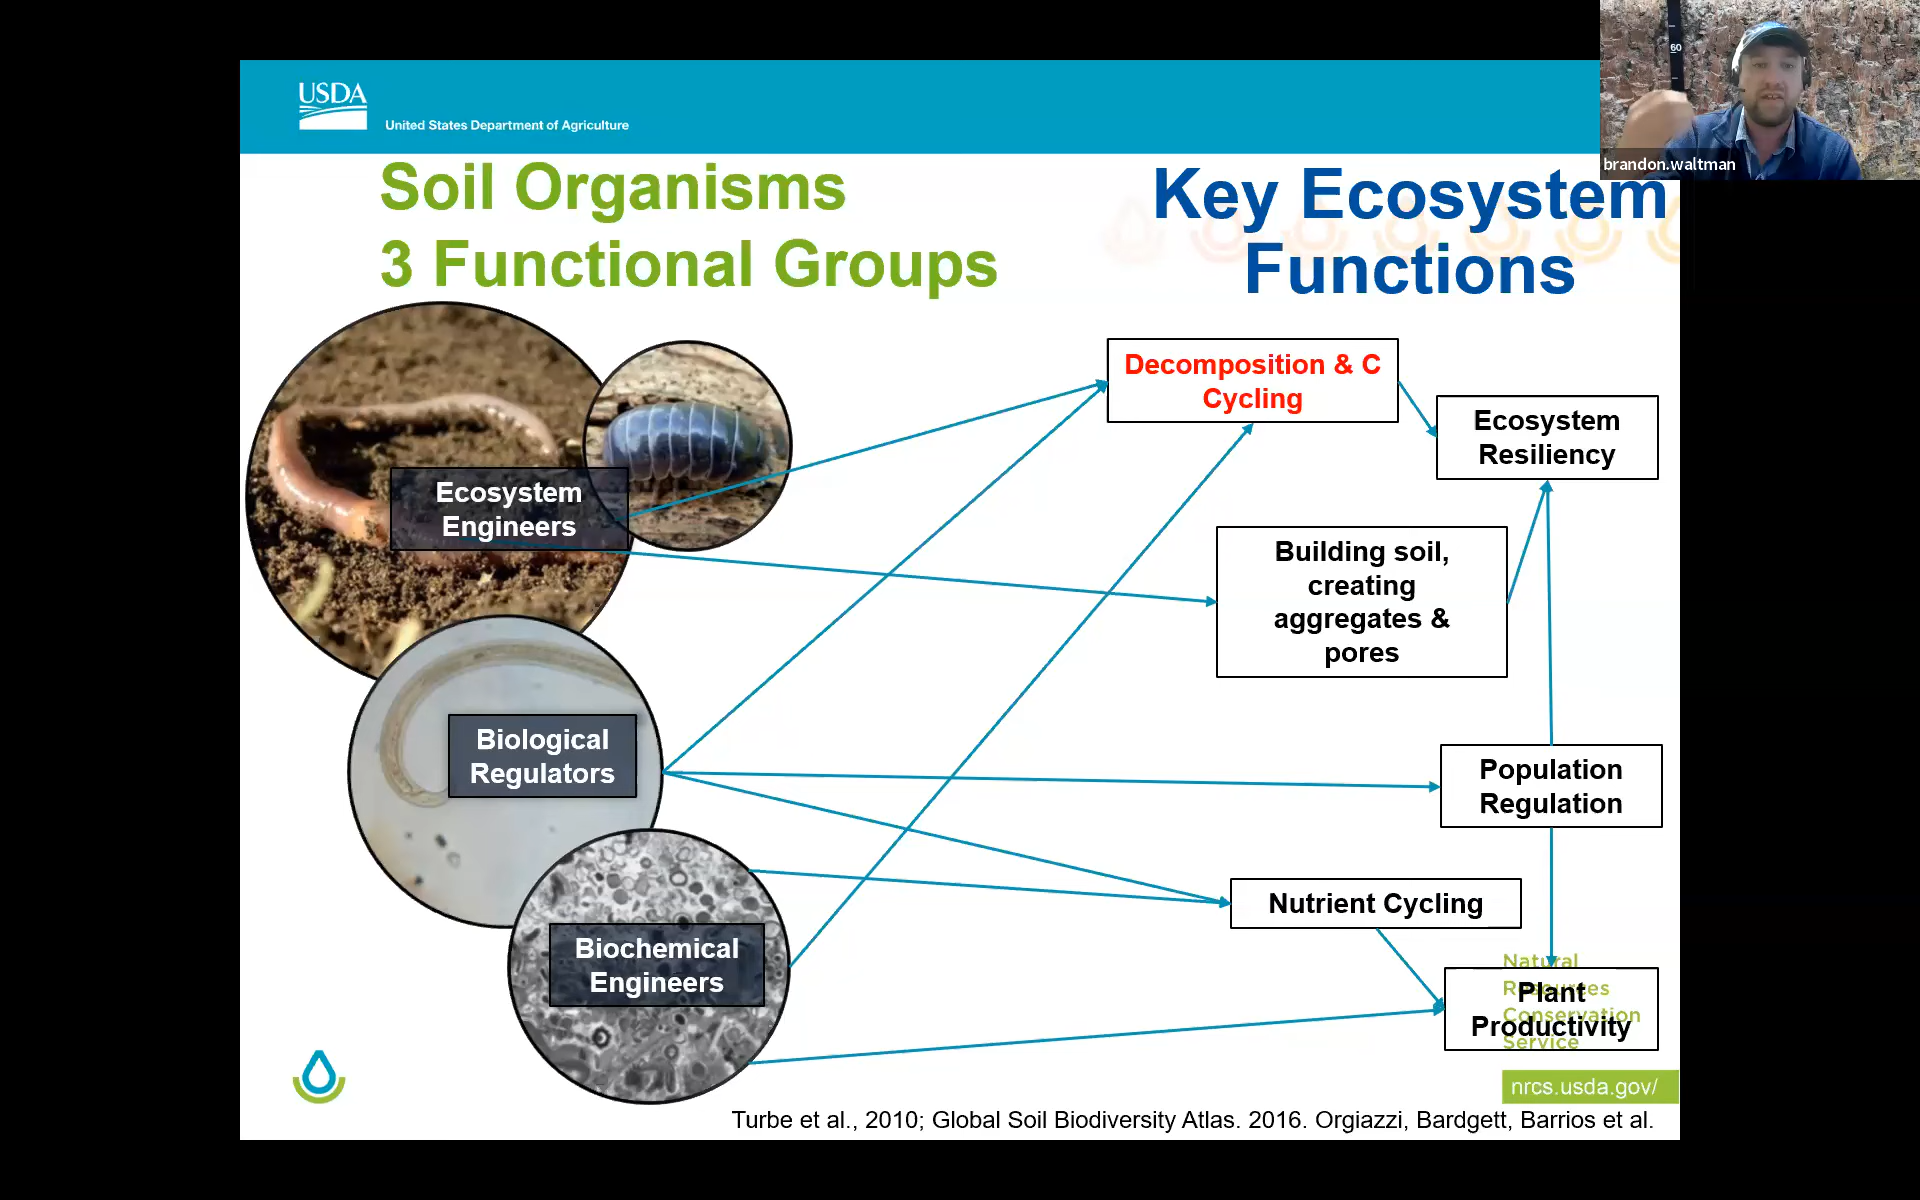 60
brandon.waltman
USDA
United States Department of Agriculture
Soil Organisms
3 Functional Groups
Key Ecosystem
Functions
Ecosystem
Engineers
Biological
Regulators
Biochemical
Engineers
Decomposition & C
Cycling
Ecosystem
Resiliency
Building soil,
creating
aggregates &
pores
Population
Regulation
Nutrient Cycling
Plant
Productivity
Natural
Resources
Conservation
Service
nrcs.usda.gov/
Turbe et al., 2010; Global Soil Biodiversity Atlas. 2016. Orgiazzi, Bardgett, Barrios et al.